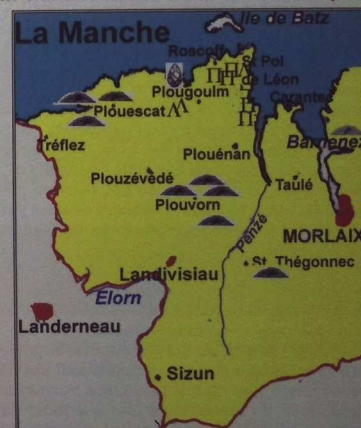 La Manche
Ile de Batz
Roscoff
St Pol
de Léon
Plougoulm
Carantec
Plouescat
Barnenez
Tréflez
Plouénan
Plouzévédé
Taulé
Plouvorn
Penzé
MORLAIX
St. Thégonnec
Landivisiau
Elorn
Landerneau
Sizun